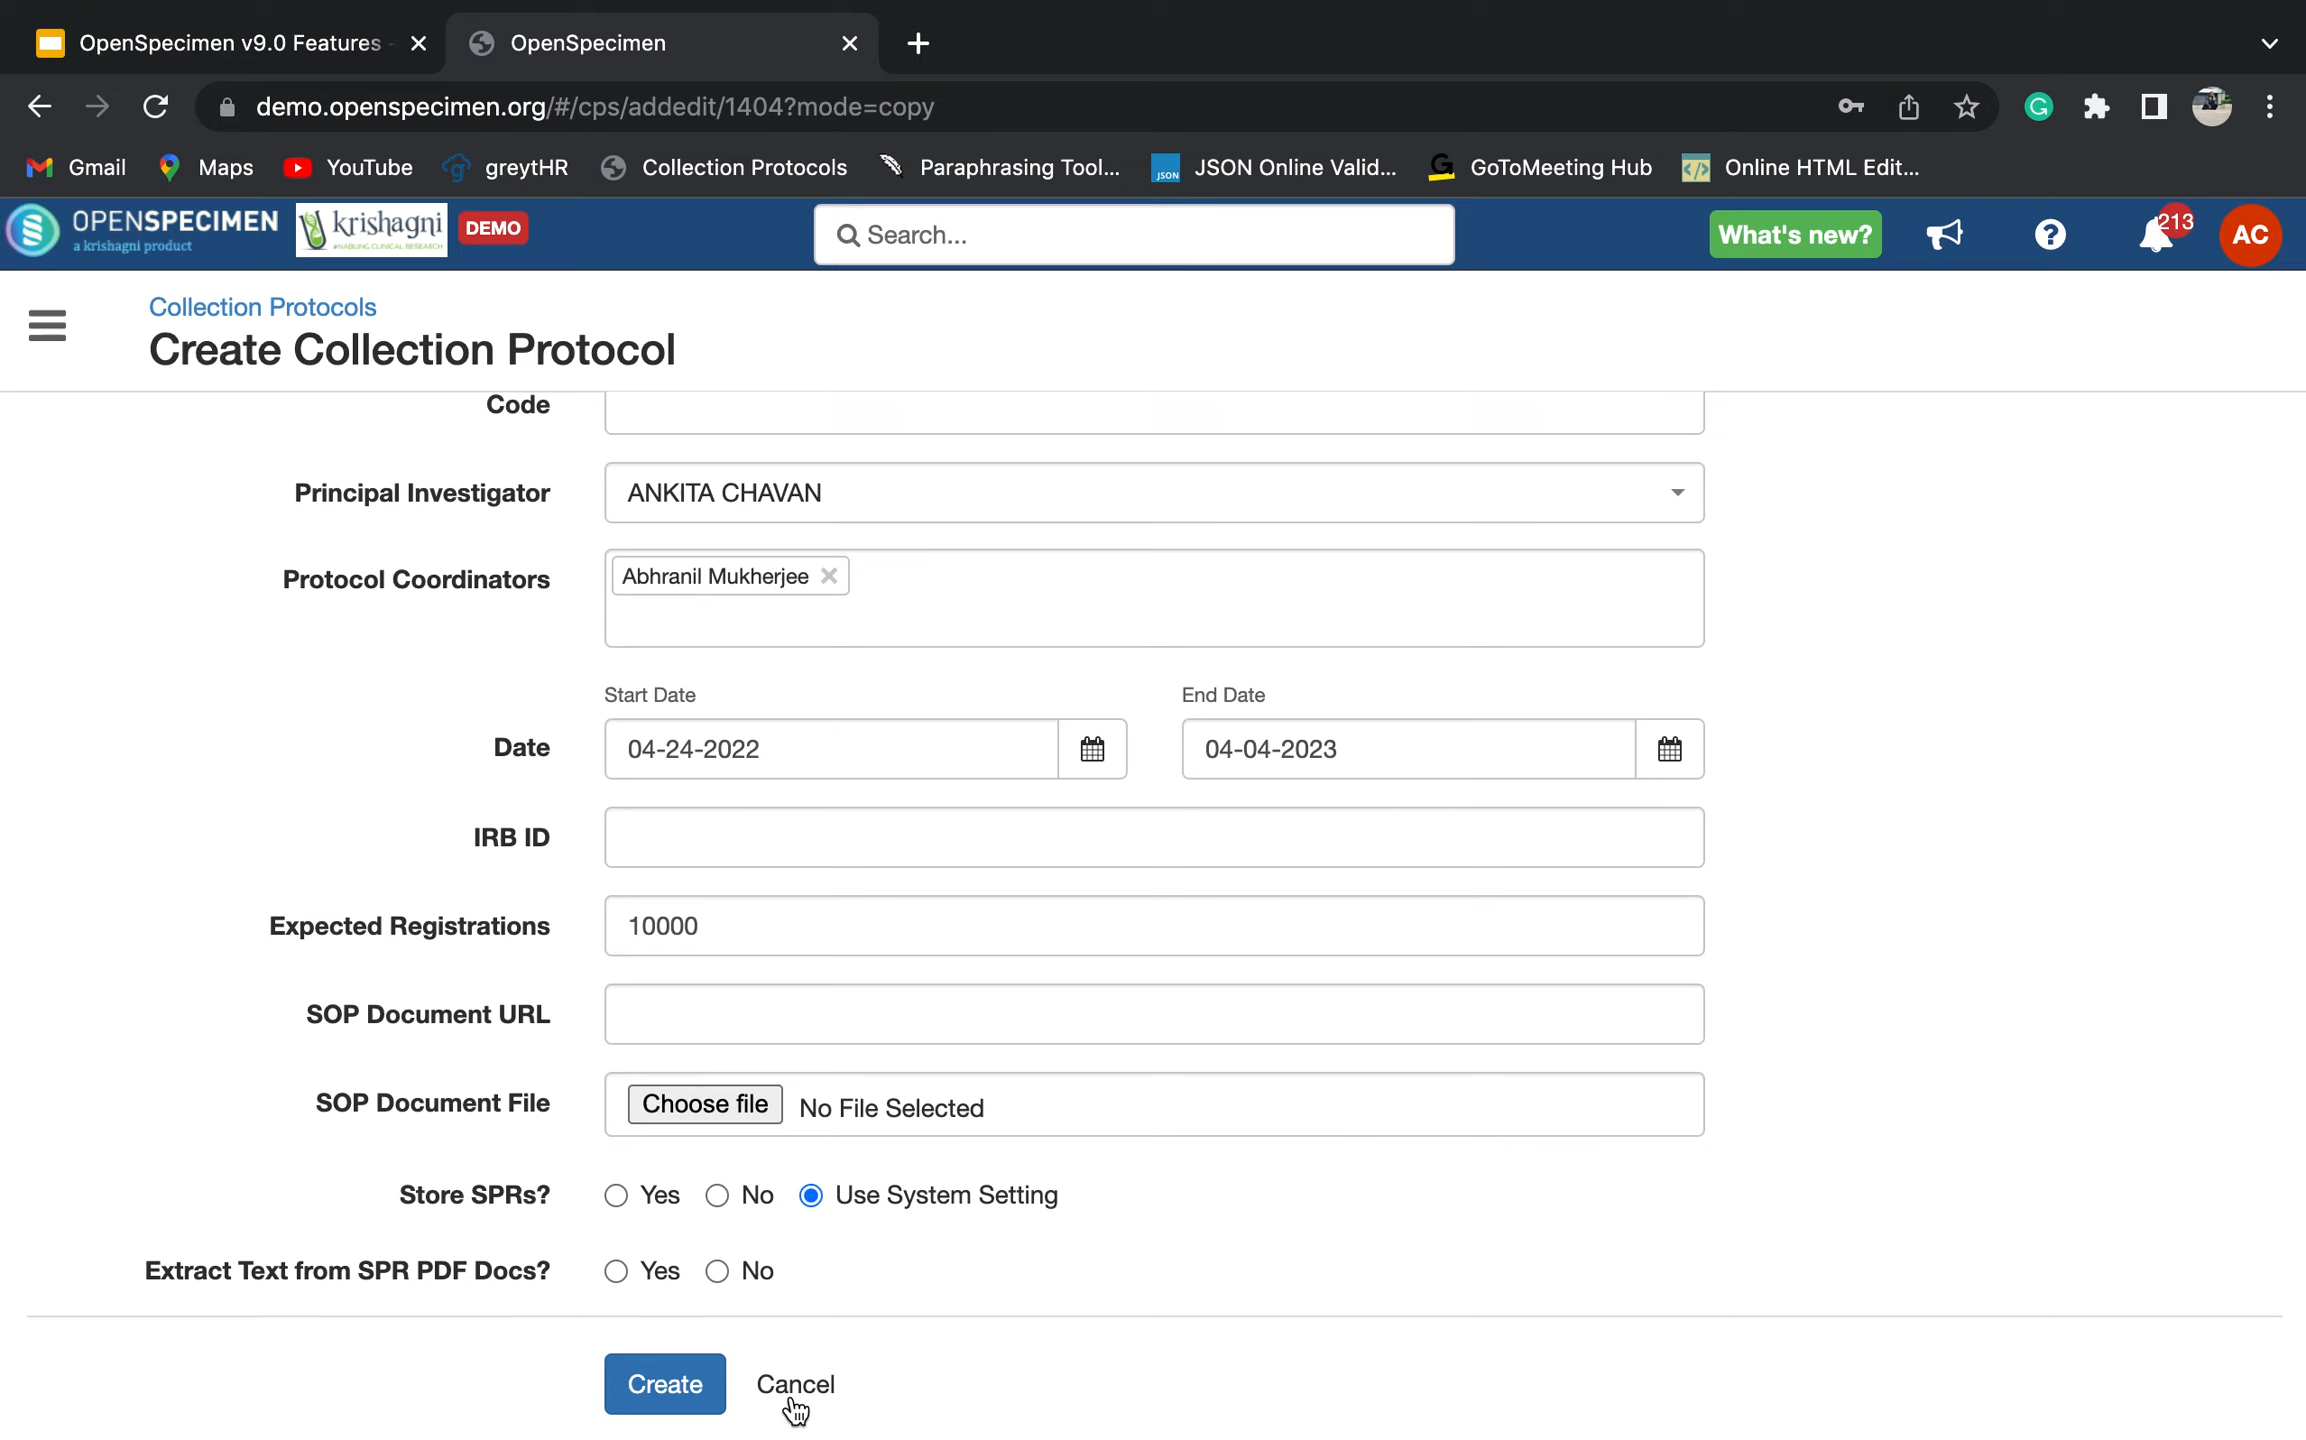 OpenSpecimen v9.0 Features -
OpenSpecimen
demo.openspecimen.org/#/cps/addedit/1404?mode=copy
Gmail
Maps
YouTube
greytHR
Collection Protocols
Paraphrasing Tool...
JSON Online Valid...
GoToMeeting Hub
Online HTML Edit...
OPENSPECIMEN
a krishagni product
krishagni
#NABLING CLINICAL RESEARCH
DEMO
Search...
What's new?
213
AC
Collection Protocols
Create Collection Protocol
Code
Principal Investigator
ANKITA CHAVAN
Protocol Coordinators
Abhranil Mukherjee
Start Date
End Date
Date
04-24-2022
04-04-2023
IRB ID
Expected Registrations
10000
SOP Document URL
SOP Document File
Choose file No File Selected
Store SPRs?
Yes No Use System Setting
Extract Text from SPR PDF Docs?
Yes No
Create Cancel